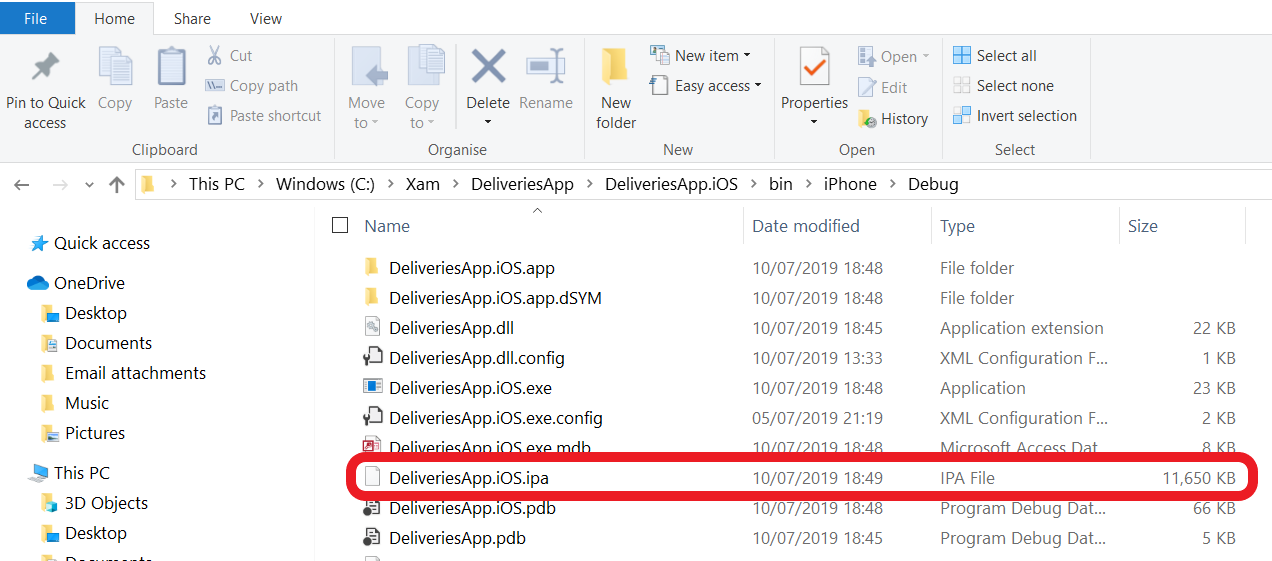 File Home Share View
Pin to Quick access
Copy
Paste
Cut
Copy path
Paste shortcut
Clipboard
Move to
Copy to
Delete
Rename
Organise
New folder
New item
Easy access
New
Properties
Open
Edit
History
Open
Select all
Select none
Invert selection
Select
This PC > Windows (C:) > Xam > DeliveriesApp > DeliveriesApp.iOS > bin > iPhone > Debug
Quick access
OneDrive
Desktop
Documents
Email attachments
Music
Pictures
This PC
3D Objects
Desktop
Documents
Name Date modified Type Size
DeliveriesApp.iOS.app 10/07/2019 18:48 File folder
DeliveriesApp.iOS.app.dSYM 10/07/2019 18:48 File folder
DeliveriesApp.dll 10/07/2019 18:45 Application extension 22 KB
DeliveriesApp.dll.config 10/07/2019 13:33 XML Configuration F... 1 KB
DeliveriesApp.iOS.exe 10/07/2019 18:48 Application 23 KB
DeliveriesApp.iOS.exe.config 05/07/2019 21:19 XML Configuration F... 2 KB
DeliveriesApp.iOS.exe.mdb 10/07/2019 18:48 Microsoft Access Dat... 8 KB
DeliveriesApp.iOS.ipa 10/07/2019 18:49 IPA File 11,650 KB
DeliveriesApp.iOS.pdb 10/07/2019 18:48 Program Debug Dat... 66 KB
DeliveriesApp.pdb 10/07/2019 18:45 Program Debug Dat... 5 KB